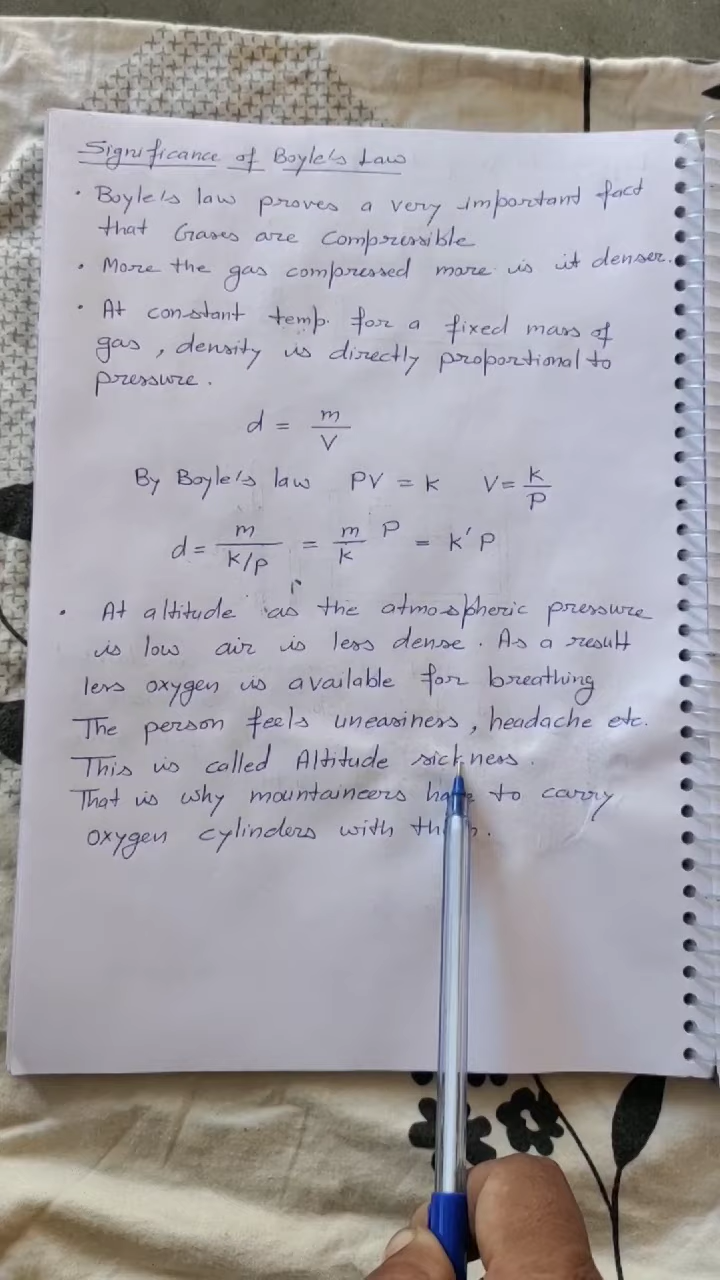 Significance of Boyle's Law
• Boyle's law proves a very important fact
that Gases are Compressible
• More the gas compressed more is it denser.
• At constant temp. for a fixed mass of
gas, density is directly proportional to
pressure.
d = m/V
By Boyle's law PV = k V = k/P
d = m/(k/P) = m/k P = k'P
• At altitude as the atmospheric pressure
is low air is less dense. As a result
less oxygen is available for breathing
The person feels uneasiness, headache etc.
This is called Altitude sickness.
That is why mountaineers have to carry
oxygen cylinders with them.